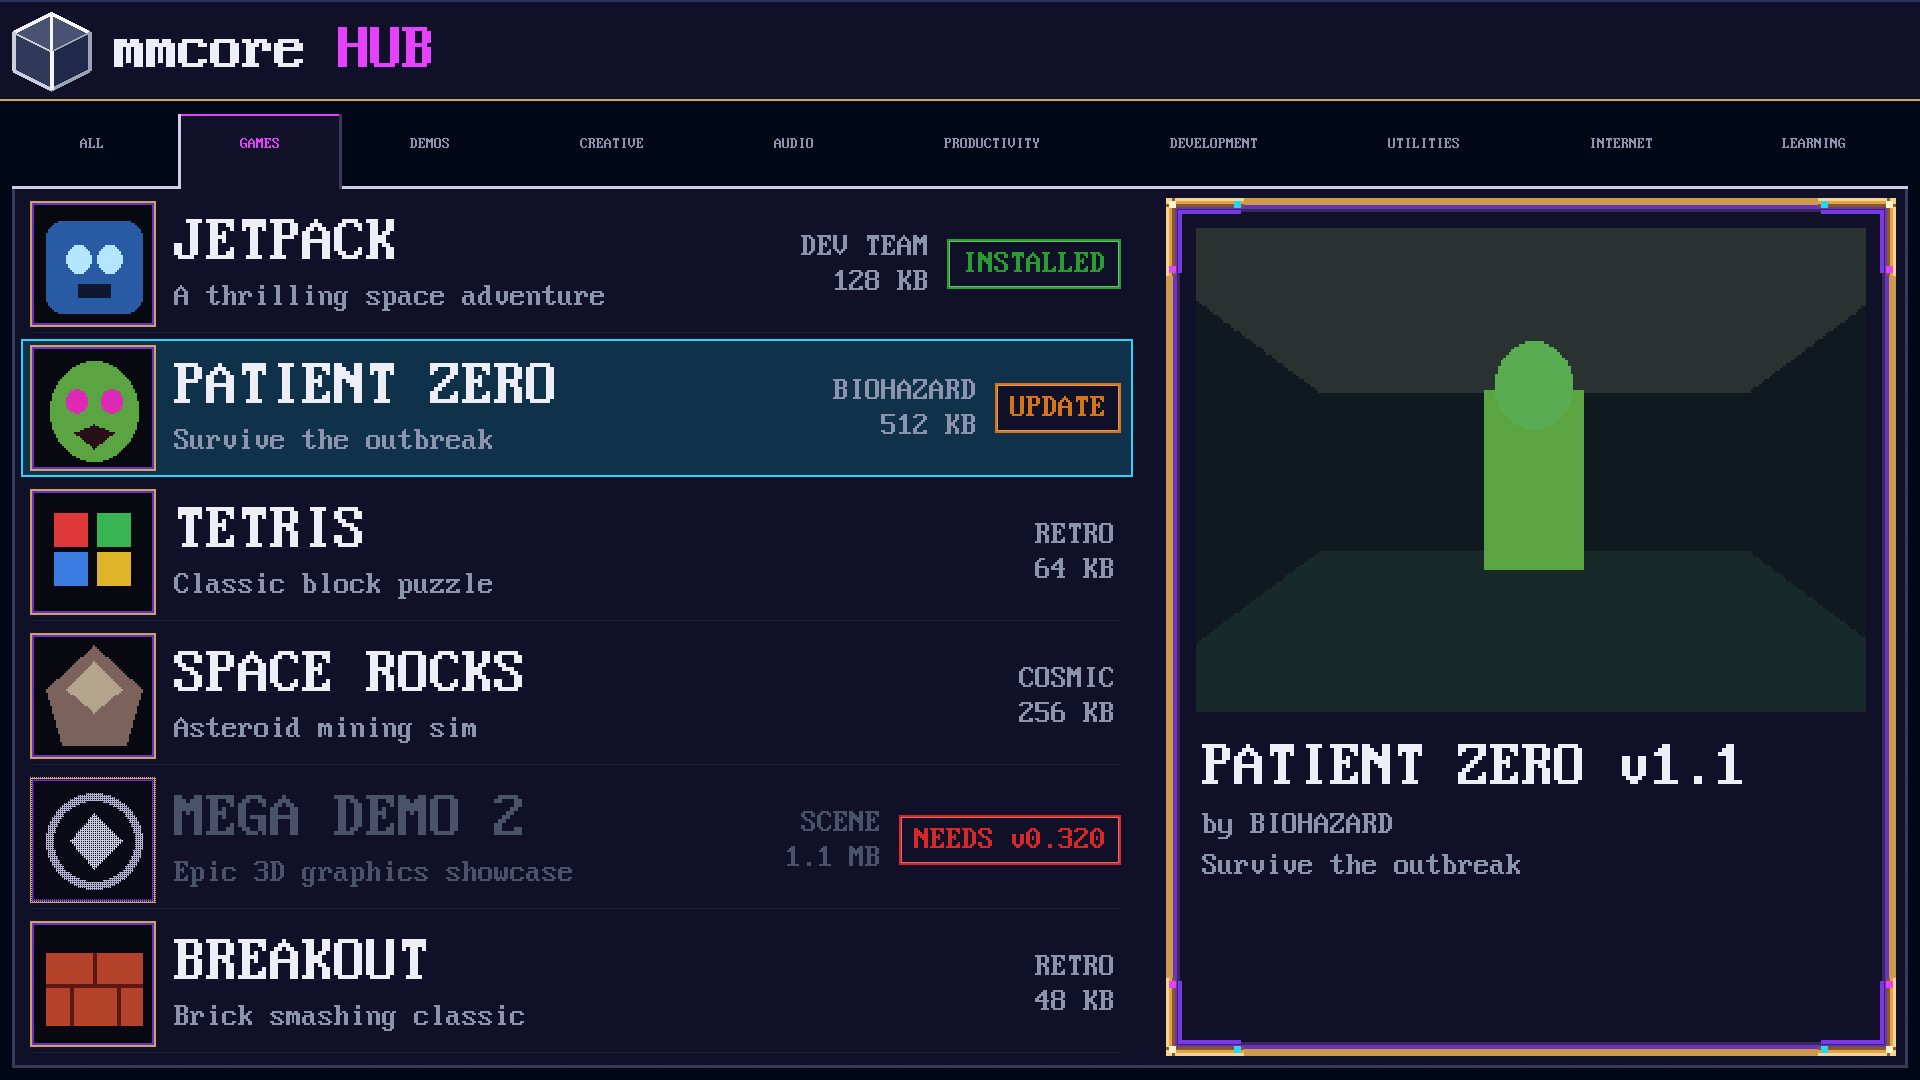 mmcore HUB
ALL GAMES DEMOS CREATIVE AUDIO PRODUCTIVITY DEVELOPMENT UTILITIES INTERNET LEARNING
JETPACK
A thrilling space adventure
DEV TEAM
128 KB
INSTALLED
PATIENT ZERO
Survive the outbreak
BIOHAZARD
512 KB
UPDATE
TETRIS
Classic block puzzle
RETRO
64 KB
SPACE ROCKS
Asteroid mining sim
COSMIC
256 KB
MEGA DEMO 2
Epic 3D graphics showcase
SCENE
1.1 MB
NEEDS v0.320
BREAKOUT
Brick smashing classic
RETRO
48 KB
PATIENT ZERO v1.1
by BIOHAZARD
Survive the outbreak